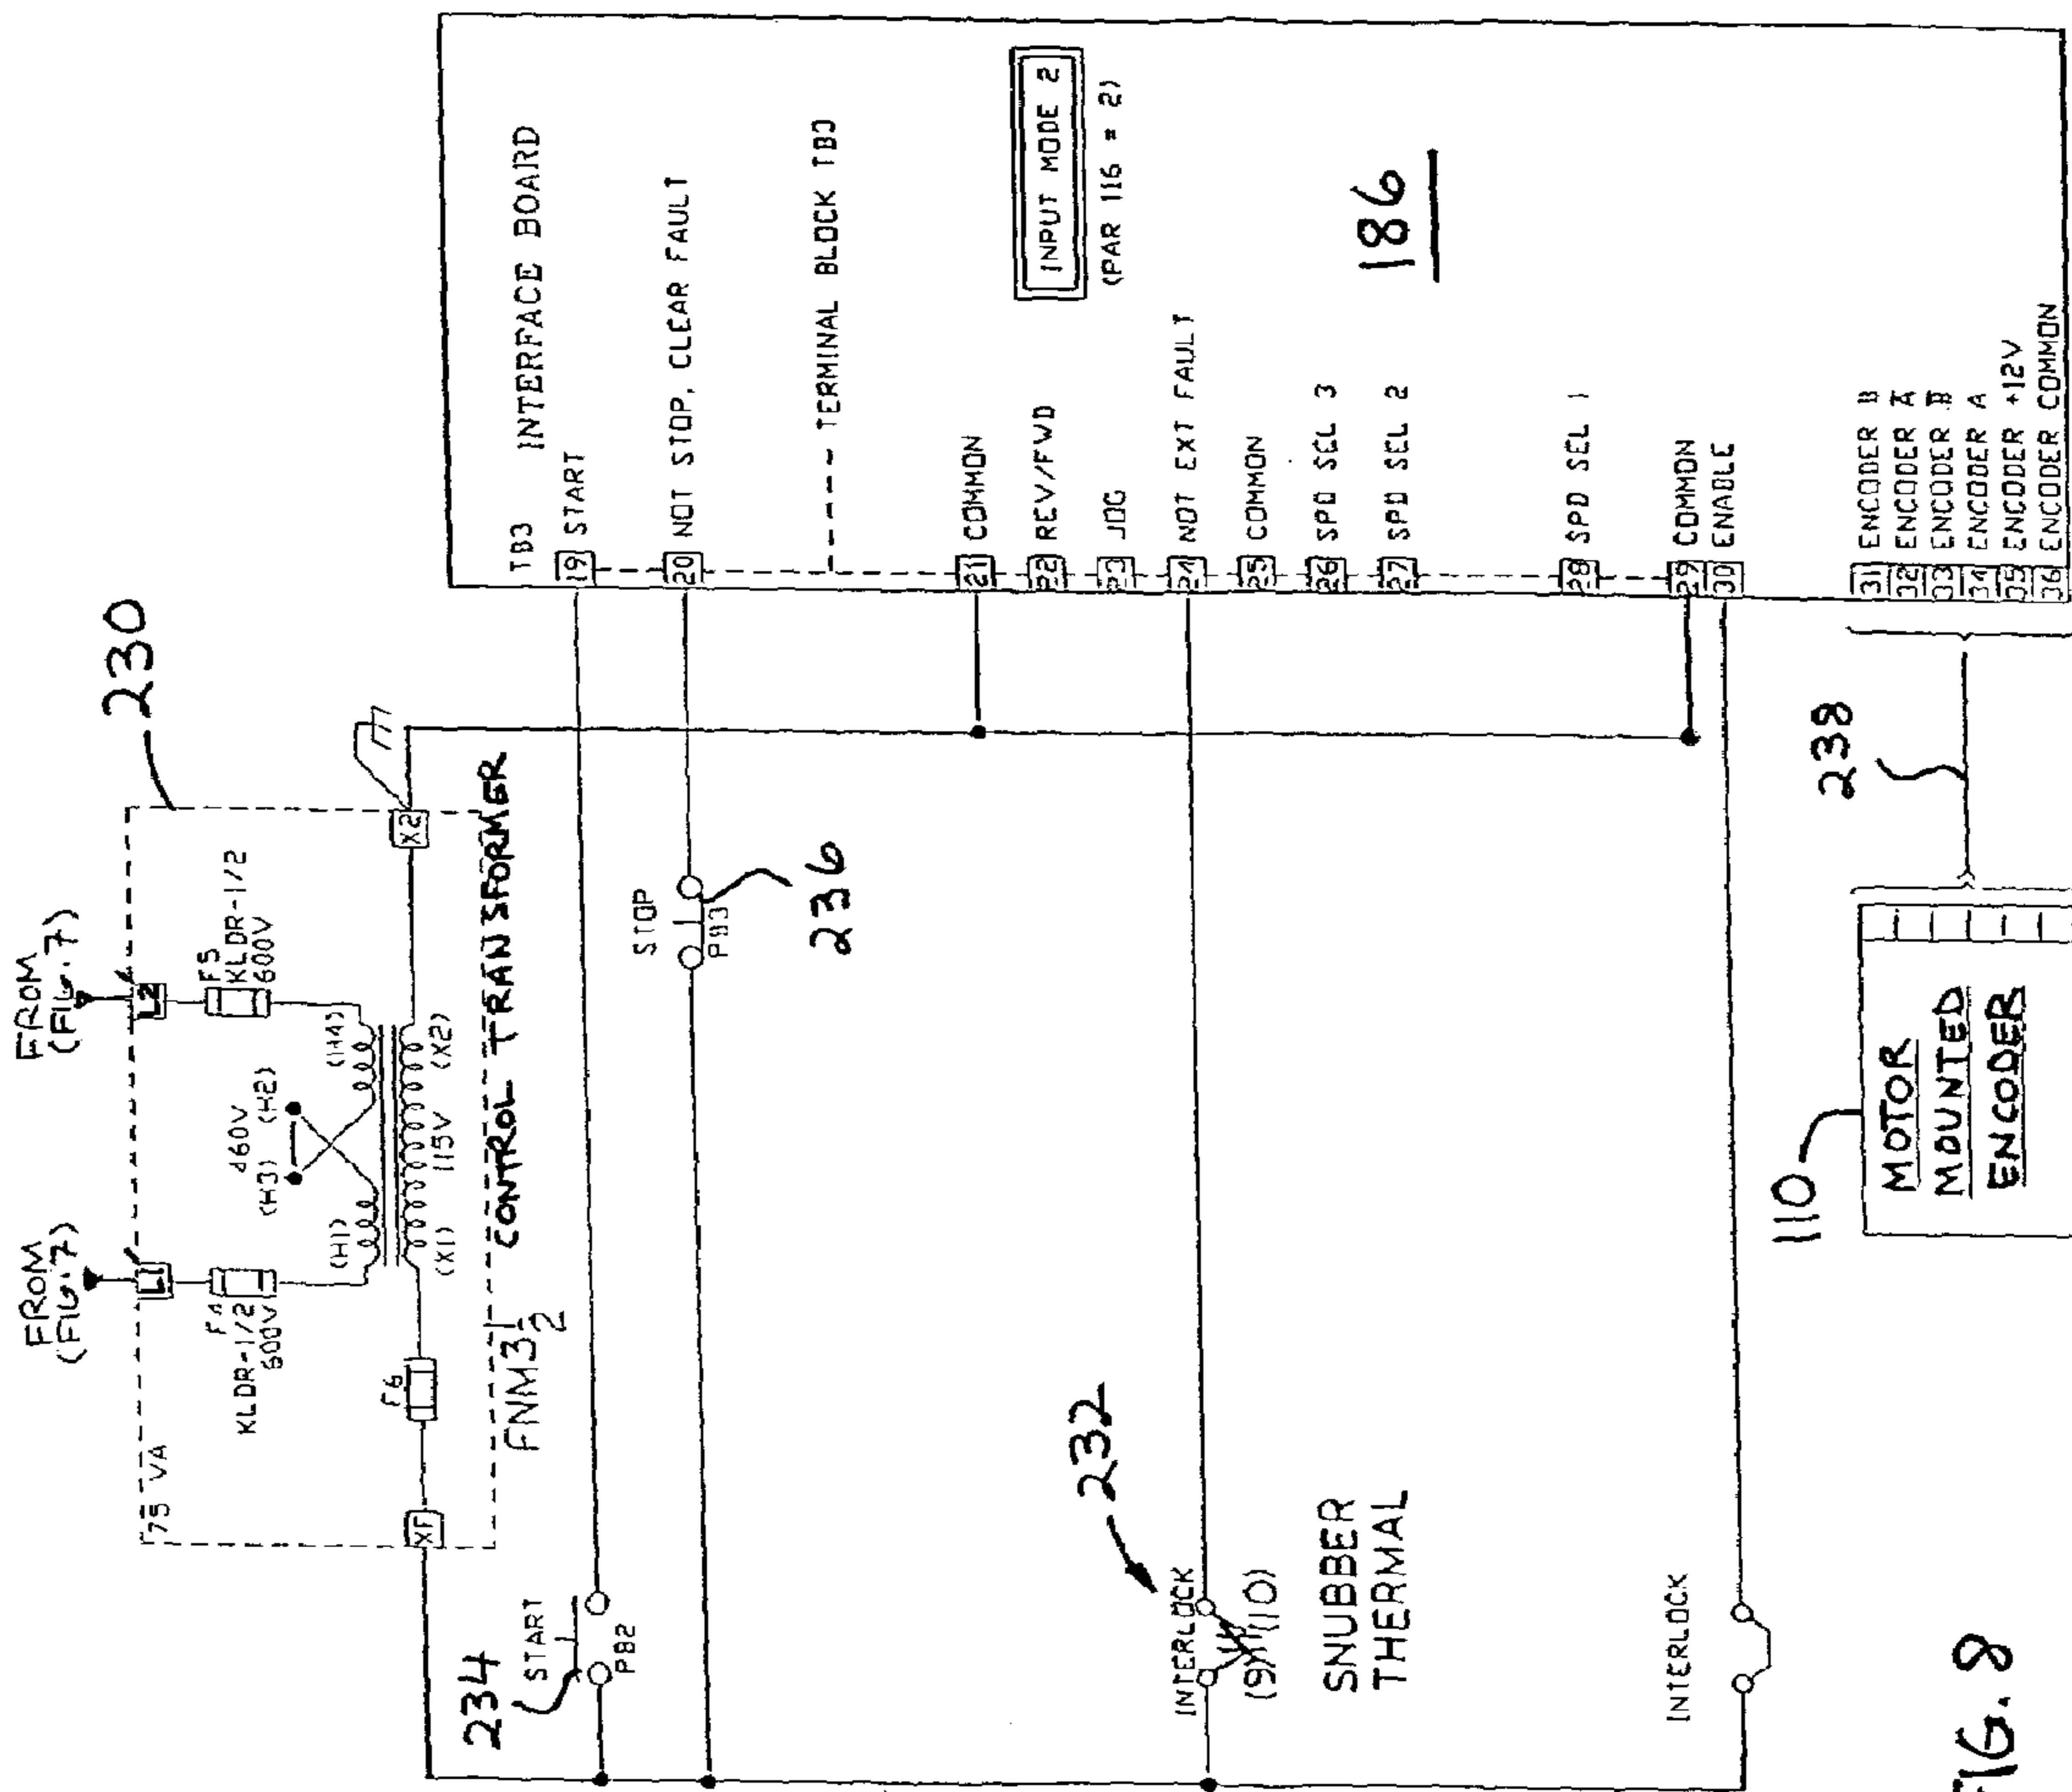 FROM
(FIG.7)
FROM
(FIG.7)
230
75 VA
L1
L2
F4
KLDR-1/2
600V
F5
KLDR-1/2
600V
460V
(H3) (H2)
(H1)
(H4)
(X1) 115V (X2)
F6
XF
X2
CONTROL TRANSFORMER
FNM3 1/2
234
START
PB2
STOP
PB3
236
232
INTERLOCK
(9) (10)
SNUBBER
THERMAL
INTERLOCK
110
MOTOR
MOUNTED
ENCODER
238
TB3 INTERFACE BOARD
19 START
20 NOT STOP, CLEAR FAULT
TERMINAL BLOCK TB3
21 COMMON
22 REV/FWD
23 JOG
24 NOT EXT FAULT
25 COMMON
26 SPD SEL 3
27 SPD SEL 2
28 SPD SEL 1
29 COMMON
30 ENABLE
31 ENCODER B
32 ENCODER A̅
33 ENCODER B̅
34 ENCODER A
35 ENCODER +12V
36 ENCODER COMMON
INPUT MODE 2
(PAR 116 = 2)
186
FIG. 8